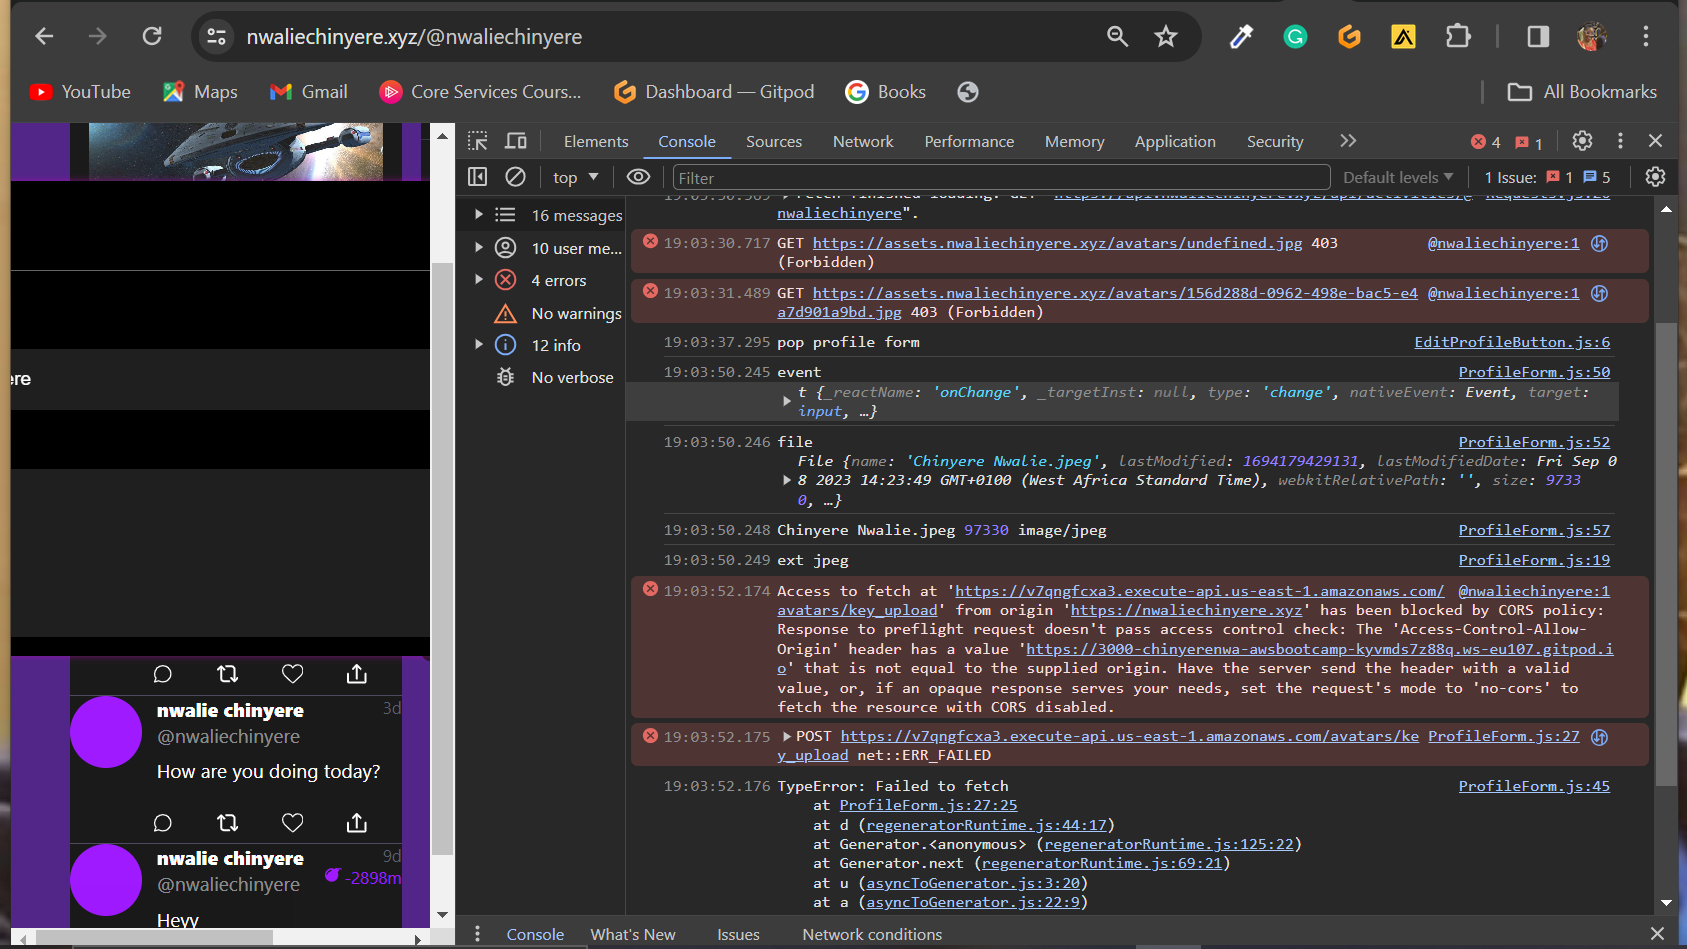 nwaliechinyere.xyz/@nwaliechinyere
YouTube Maps Gmail Core Services Cours... Dashboard — Gitpod Books All Bookmarks
Elements Console Sources Network Performance Memory Application Security 4 1
top Filter Default levels 1 Issue: 1 5
16 messages
10 user me...
4 errors
No warnings
12 info
No verbose
nwaliechinyere".
19:03:30.717 GET https://assets.nwaliechinyere.xyz/avatars/undefined.jpg 403 @nwaliechinyere:1
(Forbidden)
19:03:31.489 GET https://assets.nwaliechinyere.xyz/avatars/156d288d-0962-498e-bac5-e4 @nwaliechinyere:1
a7d901a9bd.jpg 403 (Forbidden)
19:03:37.295 pop profile form EditProfileButton.js:6
19:03:50.245 event ProfileForm.js:50
t {_reactName: 'onChange', _targetInst: null, type: 'change', nativeEvent: Event, target:
input, …}
19:03:50.246 file ProfileForm.js:52
File {name: 'Chinyere Nwalie.jpeg', lastModified: 1694179429131, lastModifiedDate: Fri Sep 0
8 2023 14:23:49 GMT+0100 (West Africa Standard Time), webkitRelativePath: '', size: 9733
0, …}
19:03:50.248 Chinyere Nwalie.jpeg 97330 image/jpeg ProfileForm.js:57
19:03:50.249 ext jpeg ProfileForm.js:19
19:03:52.174 Access to fetch at 'https://v7qngfcxa3.execute-api.us-east-1.amazonaws.com/ @nwaliechinyere:1
avatars/key_upload' from origin 'https://nwaliechinyere.xyz' has been blocked by CORS policy:
Response to preflight request doesn't pass access control check: The 'Access-Control-Allow-
Origin' header has a value 'https://3000-chinyerenwa-awsbootcamp-kyvmds7z88q.ws-eu107.gitpod.i
o' that is not equal to the supplied origin. Have the server send the header with a valid
value, or, if an opaque response serves your needs, set the request's mode to 'no-cors' to
fetch the resource with CORS disabled.
19:03:52.175 POST https://v7qngfcxa3.execute-api.us-east-1.amazonaws.com/avatars/ke ProfileForm.js:27
y_upload net::ERR_FAILED
19:03:52.176 TypeError: Failed to fetch ProfileForm.js:45
at ProfileForm.js:27:25
at d (regeneratorRuntime.js:44:17)
at Generator.<anonymous> (regeneratorRuntime.js:125:22)
at Generator.next (regeneratorRuntime.js:69:21)
at u (asyncToGenerator.js:3:20)
at a (asyncToGenerator.js:22:9)
Console What's New Issues Network conditions
ere
nwalie chinyere 3d
@nwaliechinyere
How are you doing today?
nwalie chinyere 9d
@nwaliechinyere -2898m
Heyy